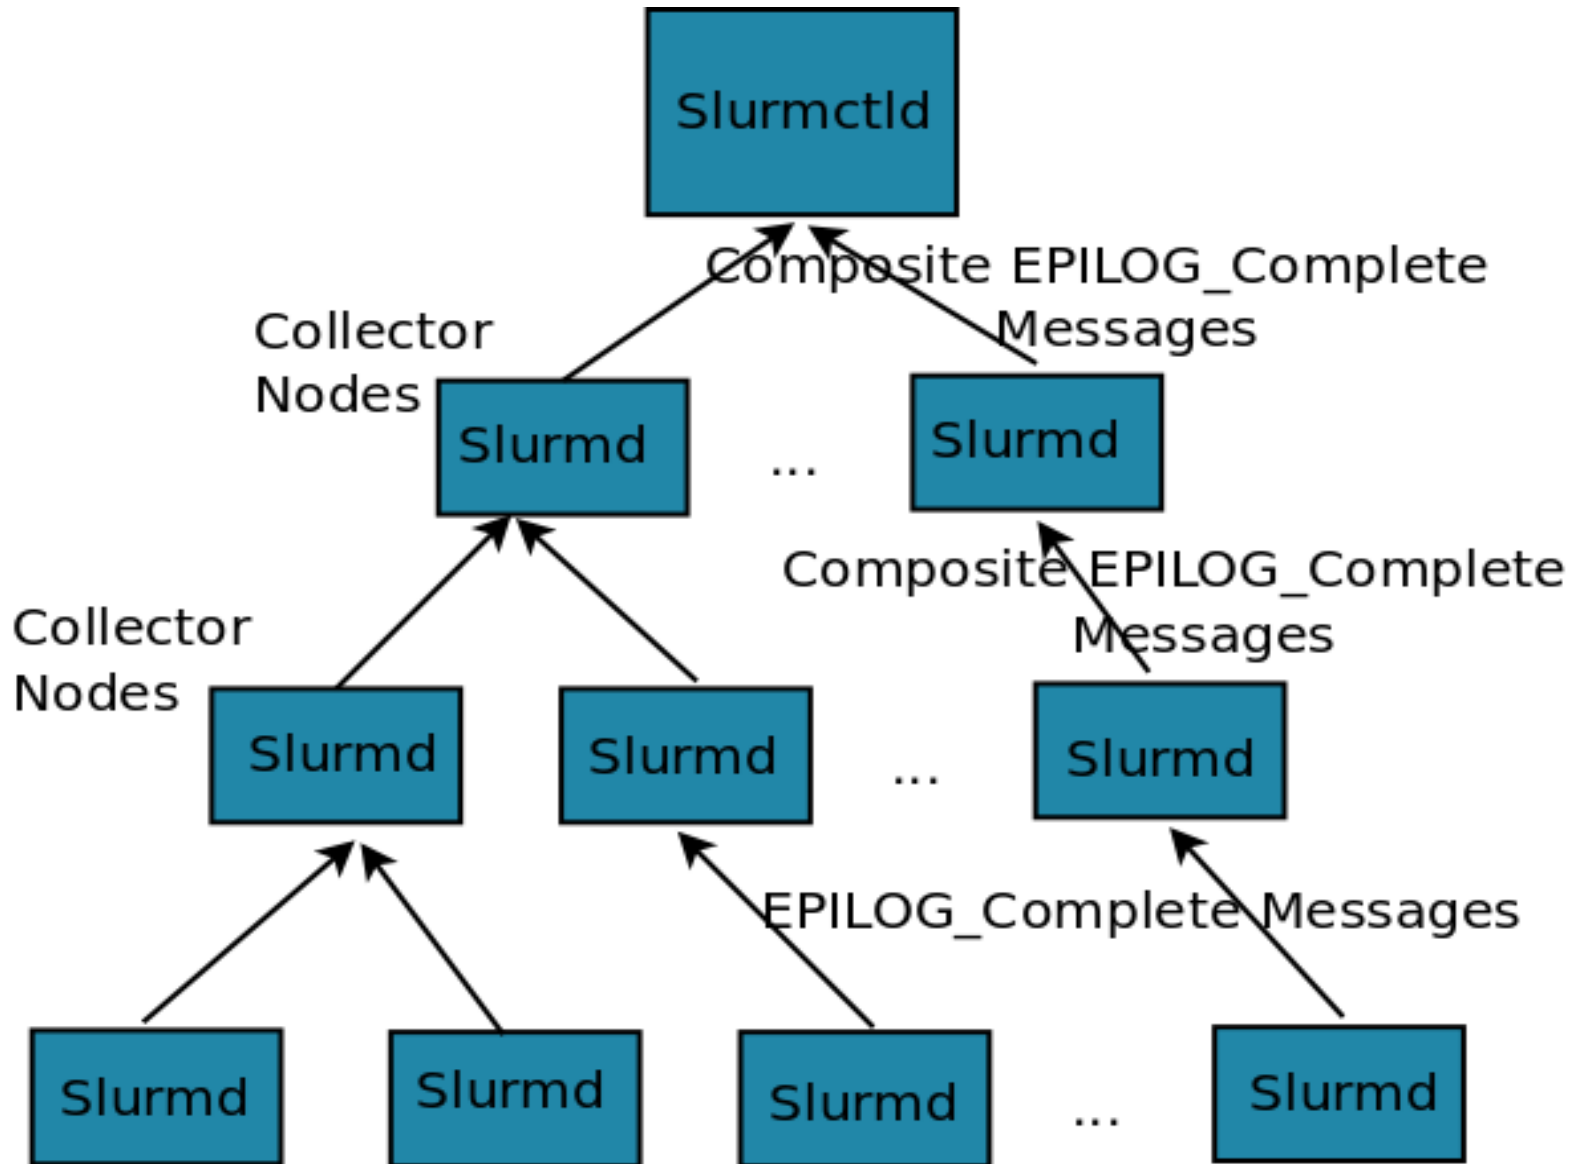 Slurmctld
Composite EPILOG_Complete
Messages
Collector
Nodes
Slurmd
...
Slurmd
Composite EPILOG_Complete
Messages
Collector
Nodes
Slurmd
Slurmd
...
Slurmd
EPILOG_Complete Messages
Slurmd
Slurmd
Slurmd
...
Slurmd